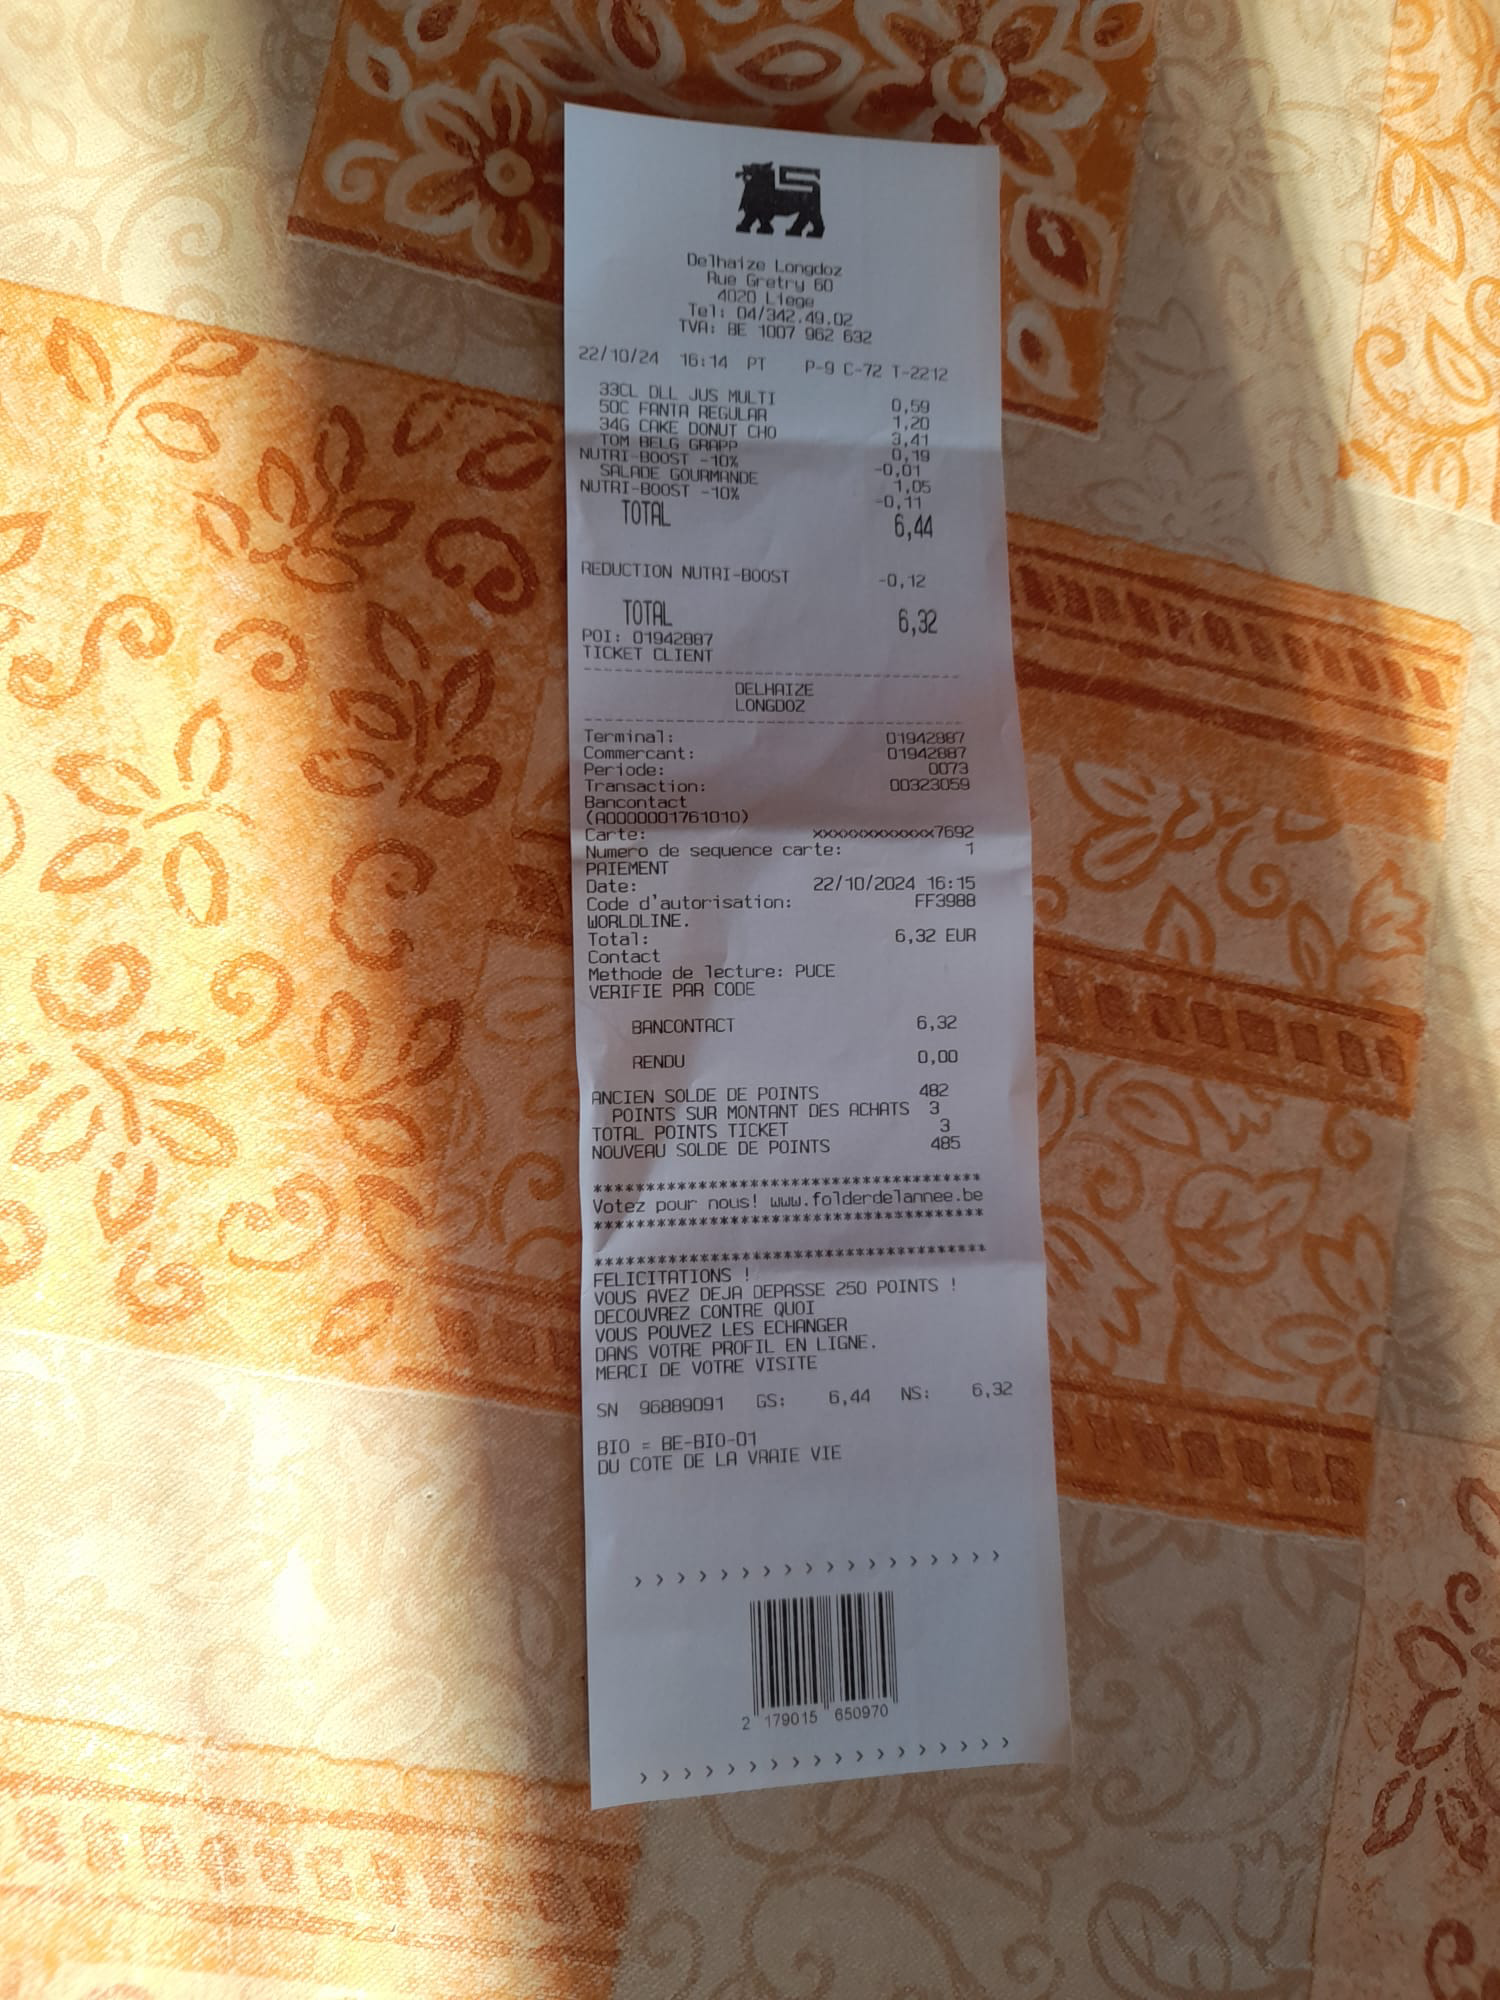 Delhaize Longdoz
Rue Gretry 60
4020 Liege
Tel: 04/342.49.02
TVA: BE 1007 962 632
22/10/24 16:14 PT P-9 C-72 T-2212
33CL DLL JUS MULTI 0,59
50C FANTA REGULAR 1,20
34G CAKE DONUT CHO 3,41
TOM BELG GRAPP 0,19
NUTRI-BOOST -10% -0,01
SALADE GOURMANDE 1,05
NUTRI-BOOST -10% -0,11
TOTAL 6,44
REDUCTION NUTRI-BOOST -0,12
TOTAL 6,32
POI: 01942887
TICKET CLIENT
--------------------------------------
DELHAIZE
LONGDOZ
--------------------------------------
Terminal: 01942887
Commercant: 01942887
Periode: 0073
Transaction: 00323059
Bancontact
(A0000001761010)
Carte: xxxxxxxxxxxxx7692
Numero de sequence carte: 1
PAIEMENT
Date: 22/10/2024 16:15
Code d'autorisation: FF3988
WORLDLINE.
Total: 6,32 EUR
Contact
Methode de lecture: PUCE
VERIFIE PAR CODE
BANCONTACT 6,32
RENDU 0,00
ANCIEN SOLDE DE POINTS 482
POINTS SUR MONTANT DES ACHATS 3
TOTAL POINTS TICKET 3
NOUVEAU SOLDE DE POINTS 485
**************************************
Votez pour nous! www.folderdelannee.be
**************************************
**************************************
FELICITATIONS !
VOUS AVEZ DEJA DEPASSE 250 POINTS !
DECOUVREZ CONTRE QUOI
VOUS POUVEZ LES ECHANGER
DANS VOTRE PROFIL EN LIGNE.
MERCI DE VOTRE VISITE
SN 96889091 GS: 6,44 NS: 6,32
BIO = BE-BIO-01
DU COTE DE LA VRAIE VIE
> > > > > > > > > > > > > > > > > >
2 179015 650970
> > > > > > > > > > > > > > > > > >